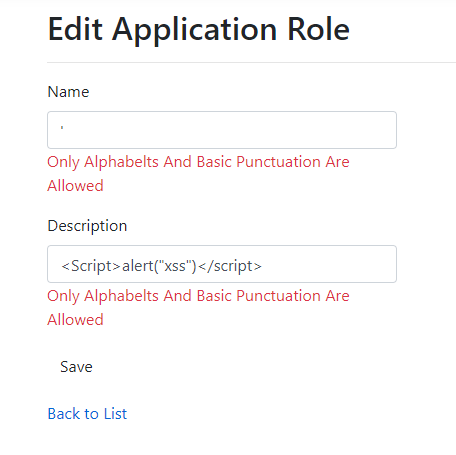 Edit Application Role
Name
'
Only Alphabelts And Basic Punctuation Are
Allowed
Description
<Script>alert("xss")</script>
Only Alphabelts And Basic Punctuation Are
Allowed
Save
Back to List